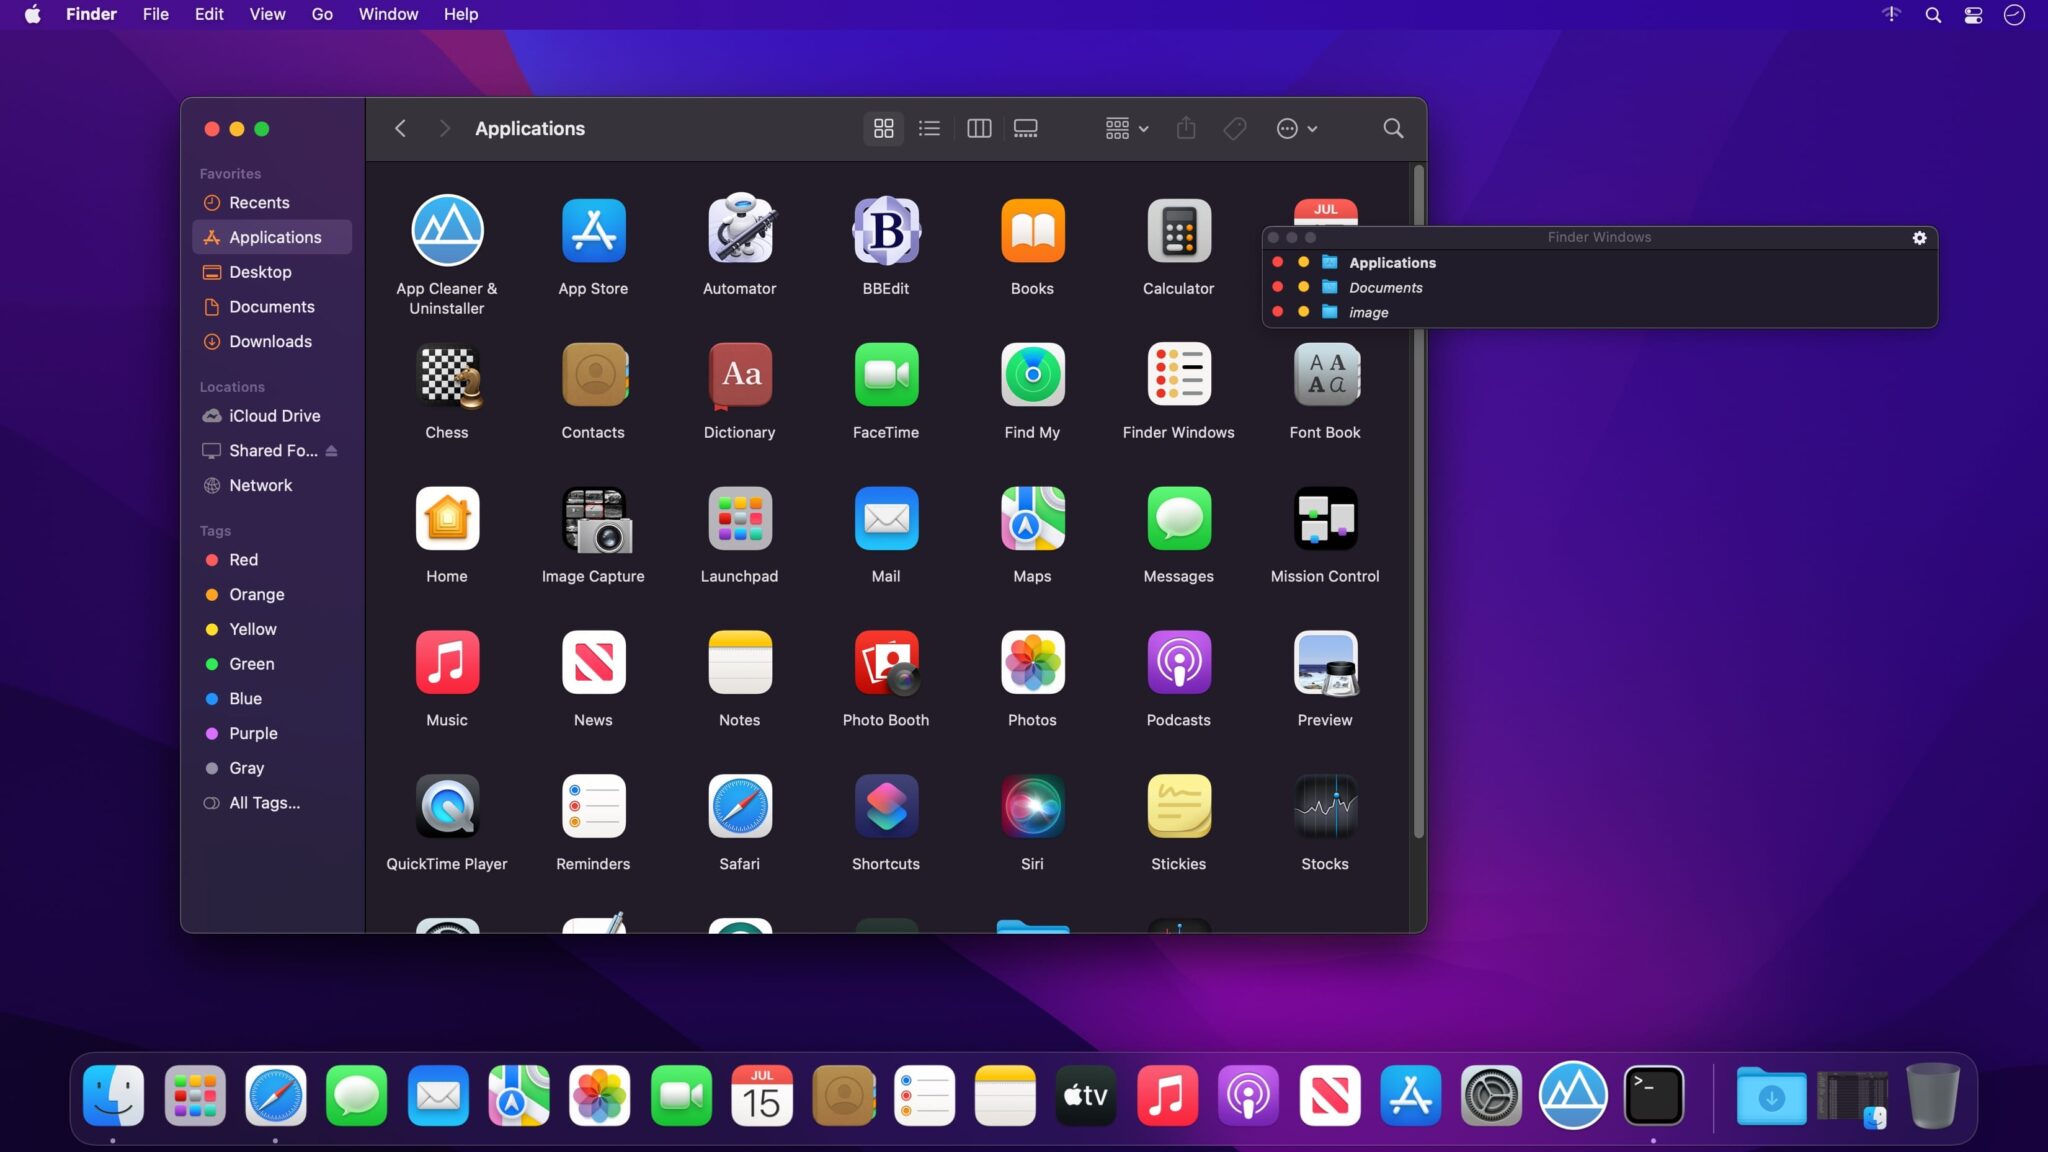 Finder File Edit View Go Window Help
Applications
Favorites
Recents
Applications
Desktop
Documents
Downloads
Locations
iCloud Drive
Shared Fo...
Network
Tags
Red
Orange
Yellow
Green
Blue
Purple
Gray
All Tags...
B
JUL
App Cleaner &
Uninstaller
App Store
Automator
BBEdit
Books
Calculator
Finder Windows
Applications
Documents
image
Aa
A A
A a
Chess
Contacts
Dictionary
FaceTime
Find My
Finder Windows
Font Book
Home
Image Capture
Launchpad
Mail
Maps
Messages
Mission Control
Music
News
Notes
Photo Booth
Photos
Podcasts
Preview
QuickTime Player
Reminders
Safari
Shortcuts
Siri
Stickies
Stocks
JUL
15
tv
>_